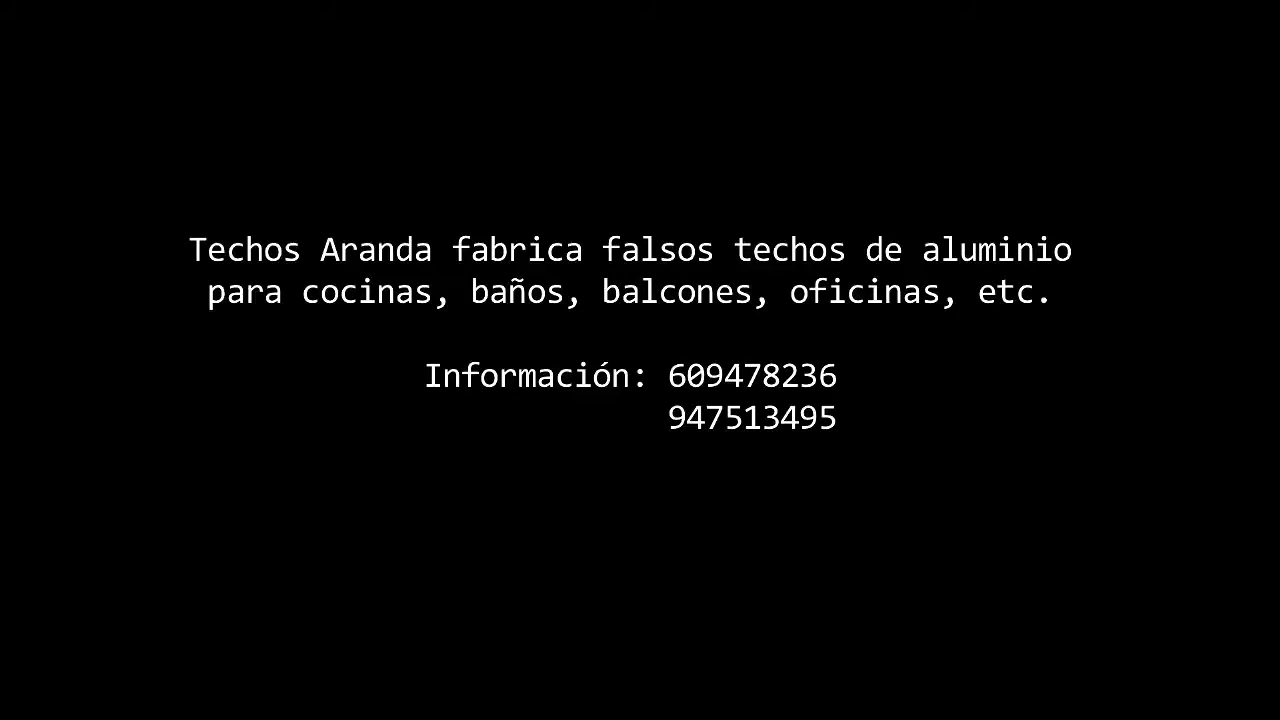 Techos Aranda fabrica falsos techos de aluminio
para cocinas, baños, balcones, oficinas, etc.
Información: 609478236
947513495